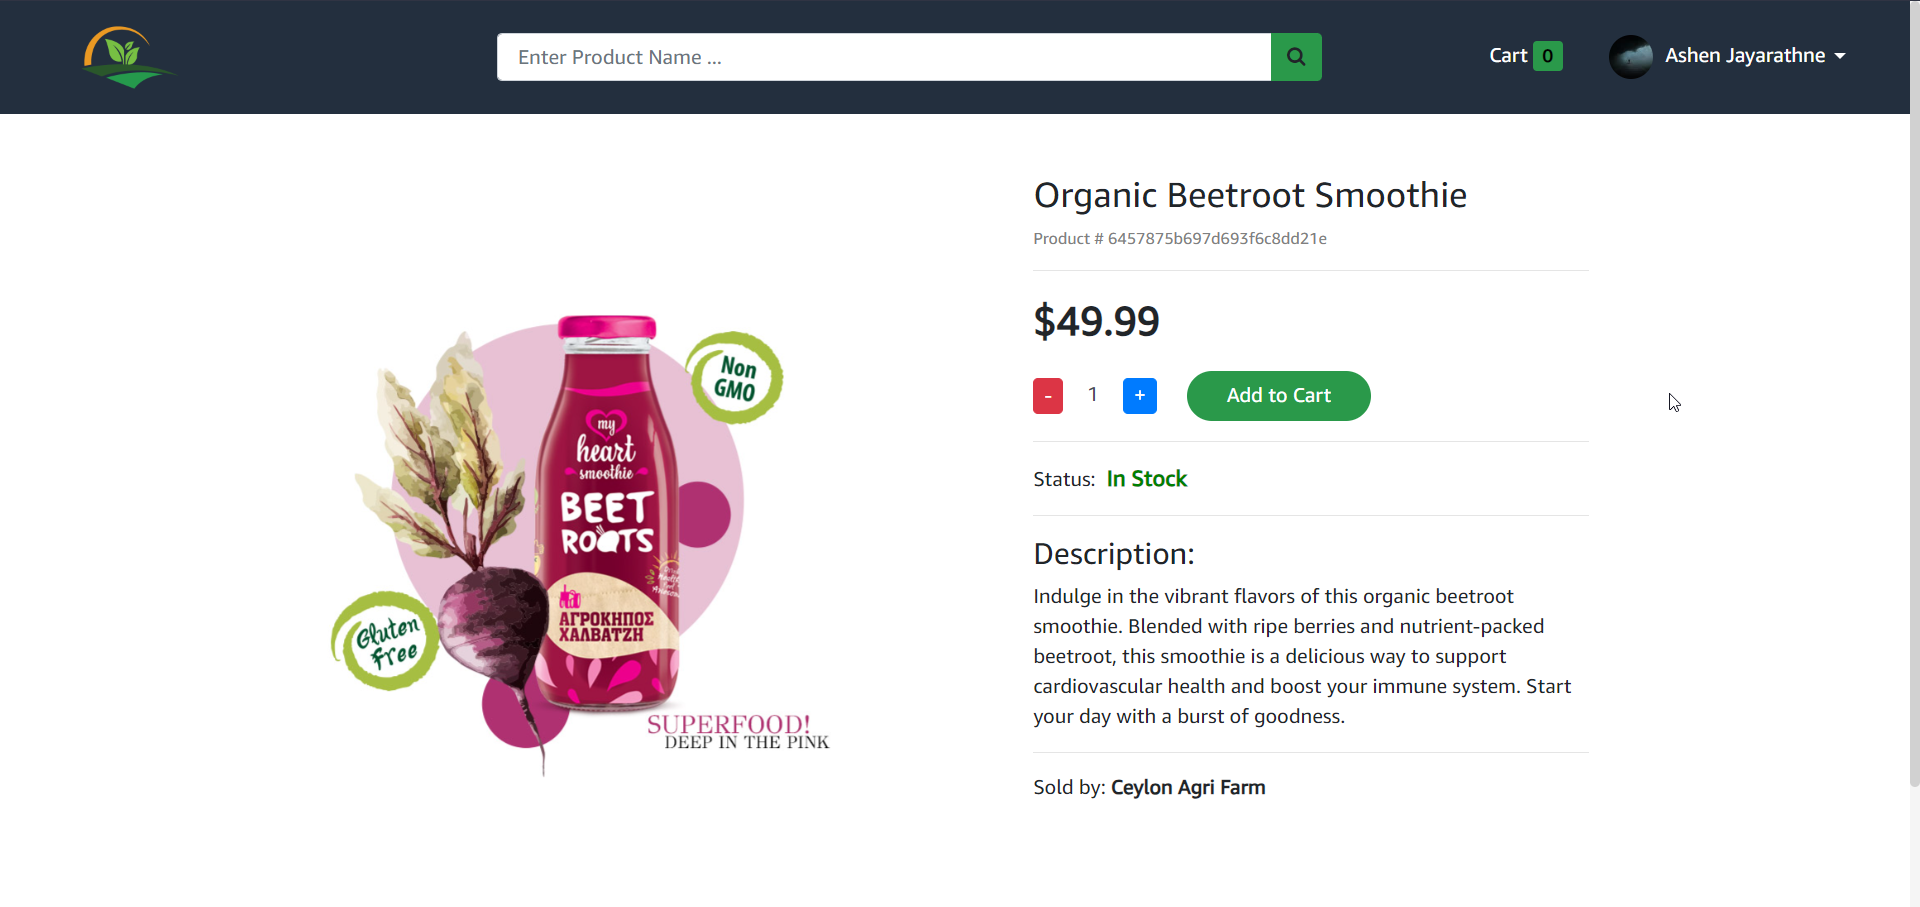 Enter Product Name ...
Cart 0
Ashen Jayarathne
Organic Beetroot Smoothie
Product # 6457875b697d693f6c8dd21e
$49.99
- 1 + Add to Cart
Status: In Stock
Description:
Indulge in the vibrant flavors of this organic beetroot
smoothie. Blended with ripe berries and nutrient-packed
beetroot, this smoothie is a delicious way to support
cardiovascular health and boost your immune system. Start
your day with a burst of goodness.
Sold by: Ceylon Agri Farm
Non
GMO
my
heart
smoothie
BEET
ROOTS
ΑΓΡΟΚΗΠΟΣ
ΧΑΛΒΑΤΖΗ
Gluten
free
SUPERFOOD!
DEEP IN THE PINK